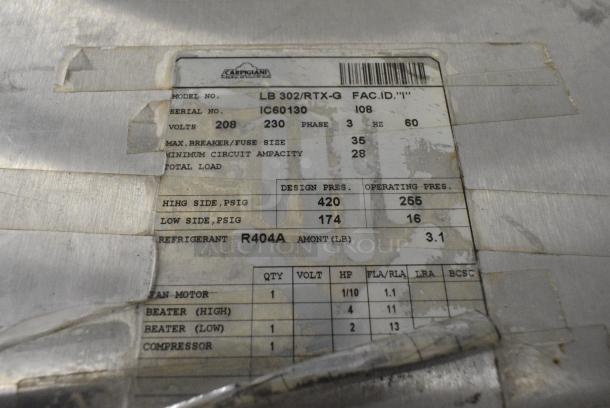 CARPIGIANI
MODEL NO. LB 302/RTX-G FAC.ID."I"
SERIAL NO. IC60130 I08
VOLTS 208 230 PHASE 3 HZ 60
MAX.BREAKER/FUSE SIZE 35
MINIMUM CIRCUIT AMPACITY 28
TOTAL LOAD
DESIGN PRES. OPERATING PRES.
HIHG SIDE,PSIG 420 255
LOW SIDE,PSIG 174 16
REFRIGERANT R404A AMONT(LB) 3.1
AUCTION GROUP
QTY VOLT HP FLA/RLA LRA BCSC
FAN MOTOR 1 1/10 1.1
BEATER (HIGH) 4 11
BEATER (LOW) 1 2 13
COMPRESSOR 1